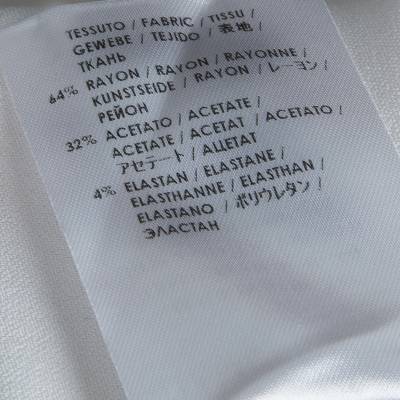 TESSUTO / FABRIC / TISSU /
GEWEBE / TEJIDO / 表地 /
ТКАНЬ
64% RAYON / RAYON / RAYONNE /
KUNSTSEIDE / RAYON / レーヨン /
РЕЙОН
32% ACETATO / ACETATE /
ACETATE / ACETAT / ACETATO /
アセテート / АЦЕТАТ
4% ELASTAN / ELASTANE /
ELASTHANNE / ELASTHAN /
ELASTANO / ポリウレタン /
ЭЛАСТАН